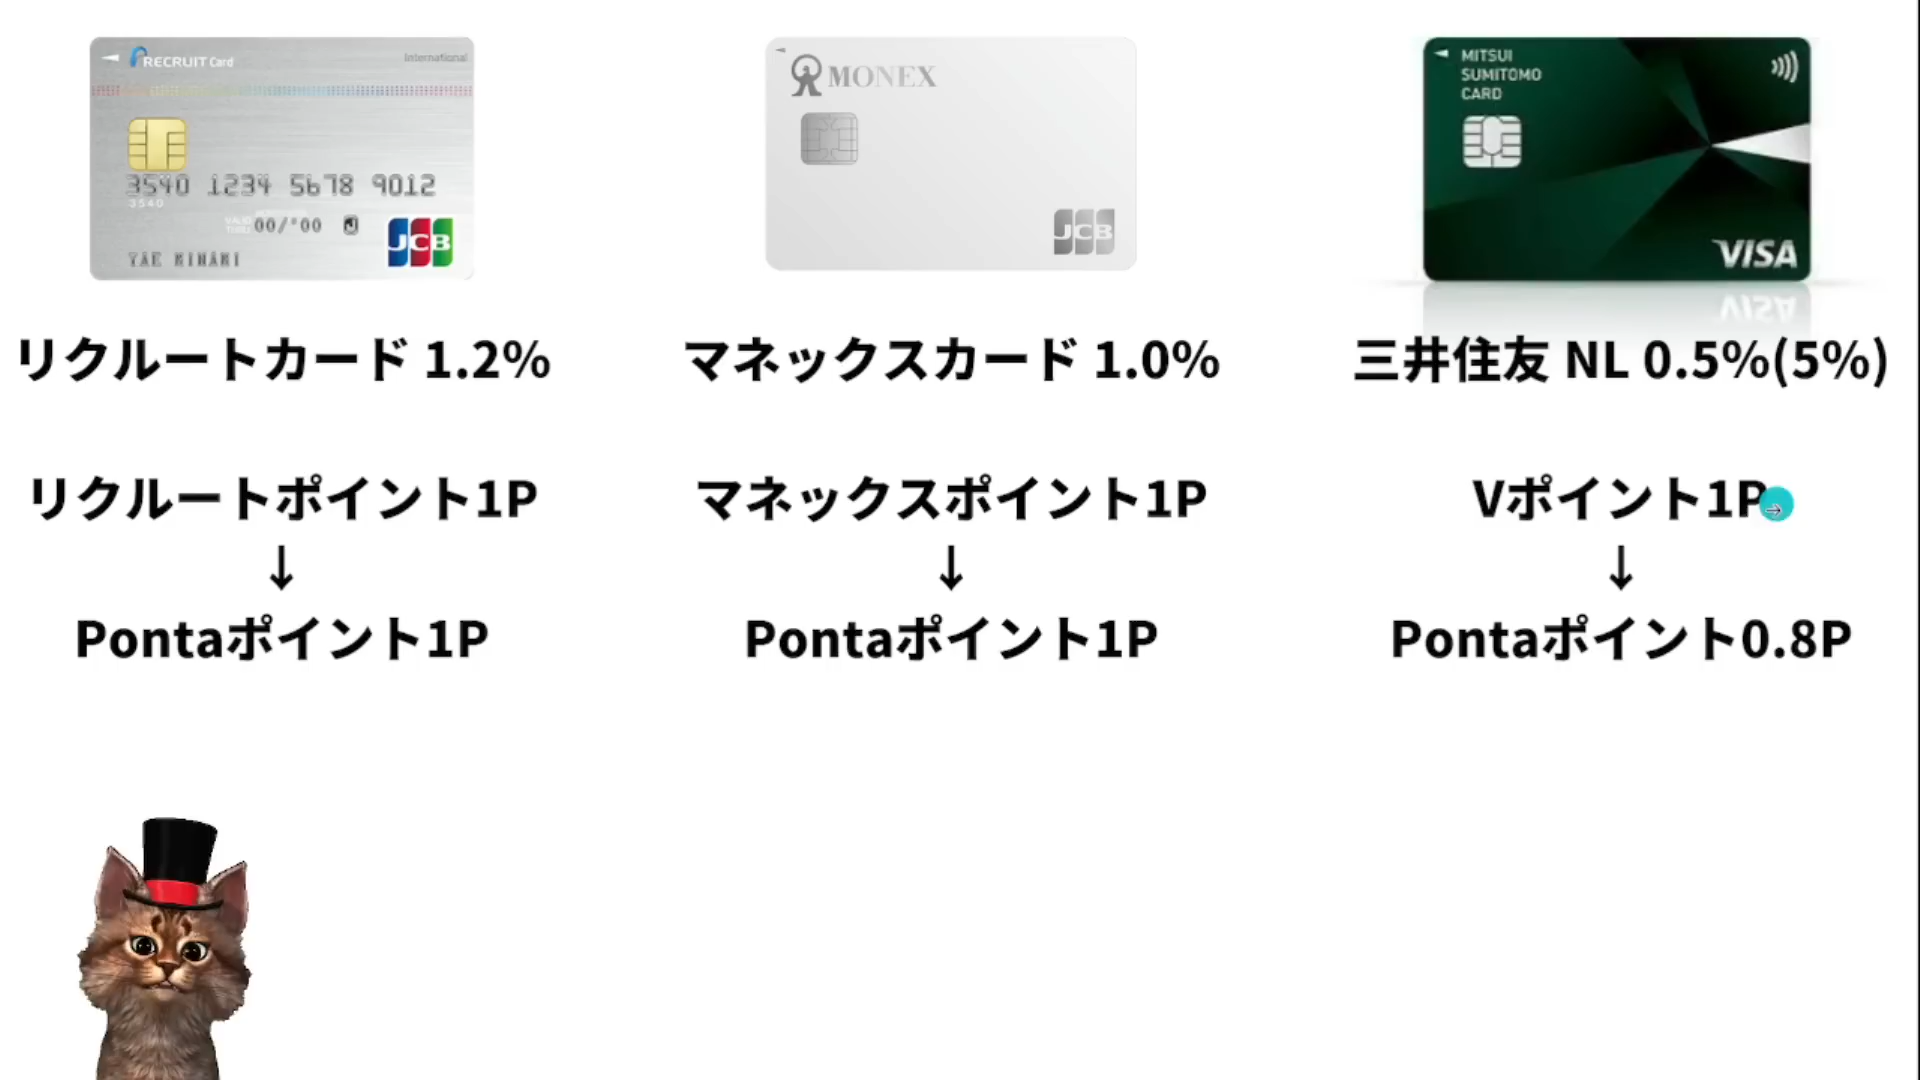 RECRUIT Card
International
3540 1234 5678 9012
3540
VALID THRU 00/*00
YAE MINAMI
JCB
リクルートカード 1.2%
リクルートポイント1P
↓
Pontaポイント1P
MONEX
JCB
マネックスカード 1.0%
マネックスポイント1P
↓
Pontaポイント1P
MITSUI
SUMITOMO
CARD
VISA
三井住友 NL 0.5%(5%)
Vポイント1P
↓
Pontaポイント0.8P